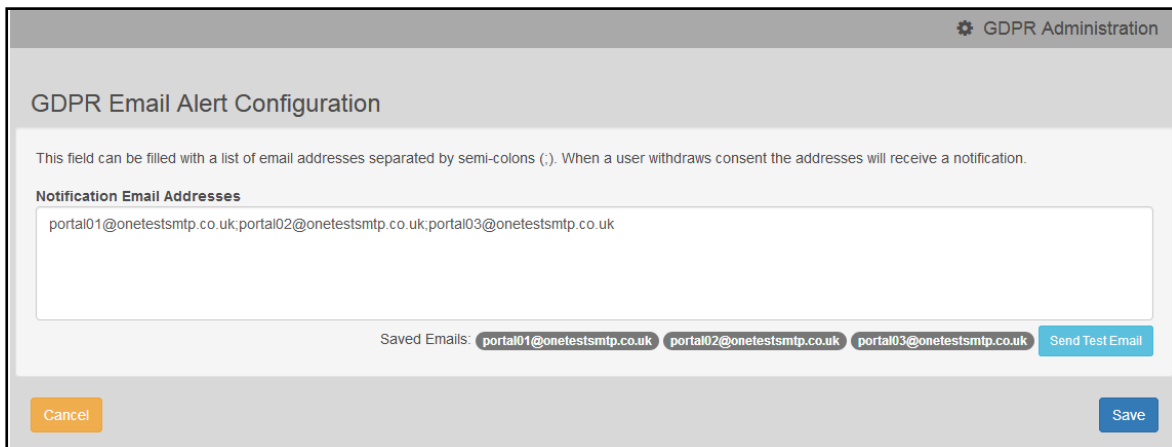 GDPR Administration
GDPR Email Alert Configuration
This field can be filled with a list of email addresses separated by semi-colons (;). When a user withdraws consent the addresses will receive a notification.
Notification Email Addresses
portal01@onetestsmtp.co.uk;portal02@onetestsmtp.co.uk;portal03@onetestsmtp.co.uk
Saved Emails: portal01@onetestsmtp.co.uk portal02@onetestsmtp.co.uk portal03@onetestsmtp.co.uk Send Test Email
Cancel Save